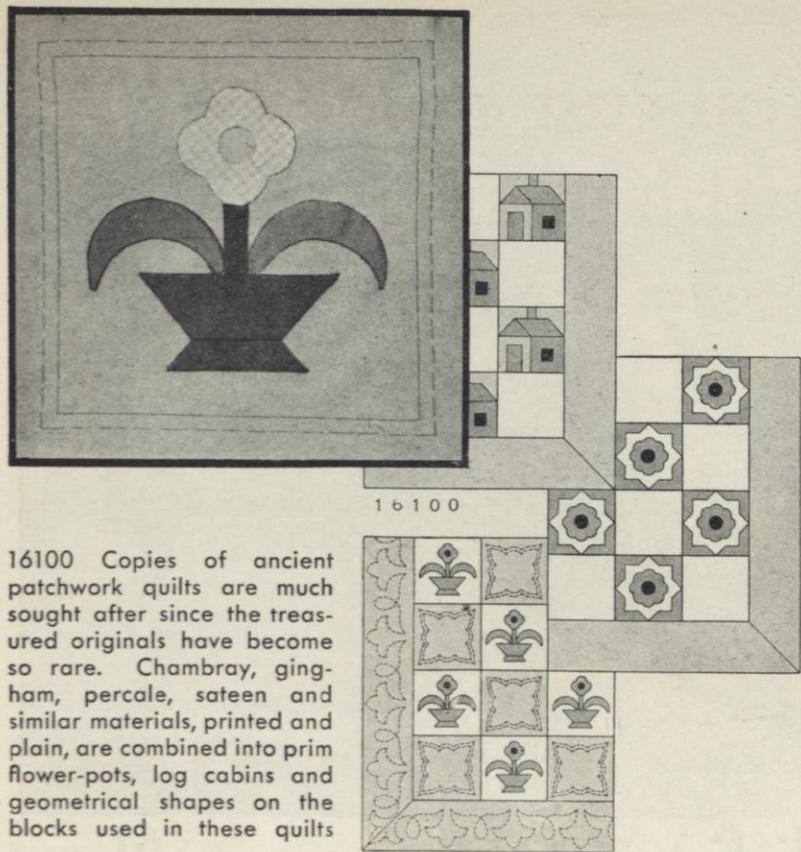 16100
16100 Copies of ancient
patchwork quilts are much
sought after since the treas-
ured originals have become
so rare. Chambray, ging-
ham, percale, sateen and
similar materials, printed and
plain, are combined into prim
flower-pots, log cabins and
geometrical shapes on the
blocks used in these quilts